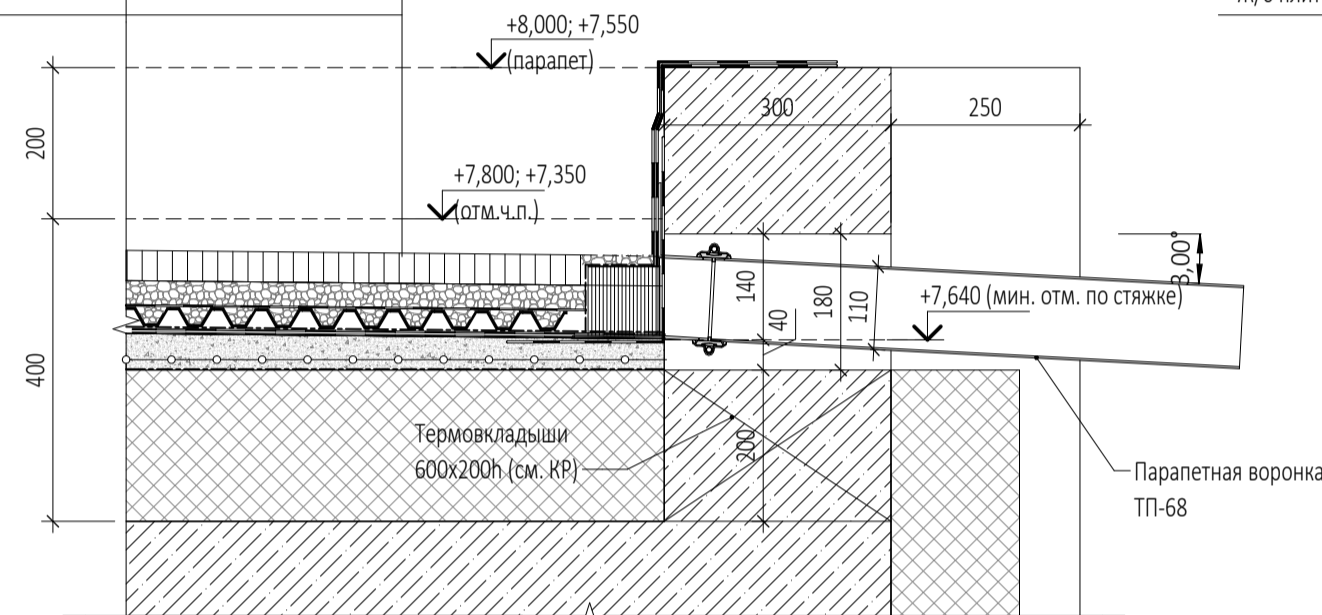 +8,000; +7,550
(парапет)
300
250
200
+7,800; +7,350
(отм.ч.п.)
3,00°
140
180
110
40
+7,640 (мин. отм. по стяжке)
400
Термовкладыши
600х200h (см. КР)
200
Парапетная воронка
ТП-68